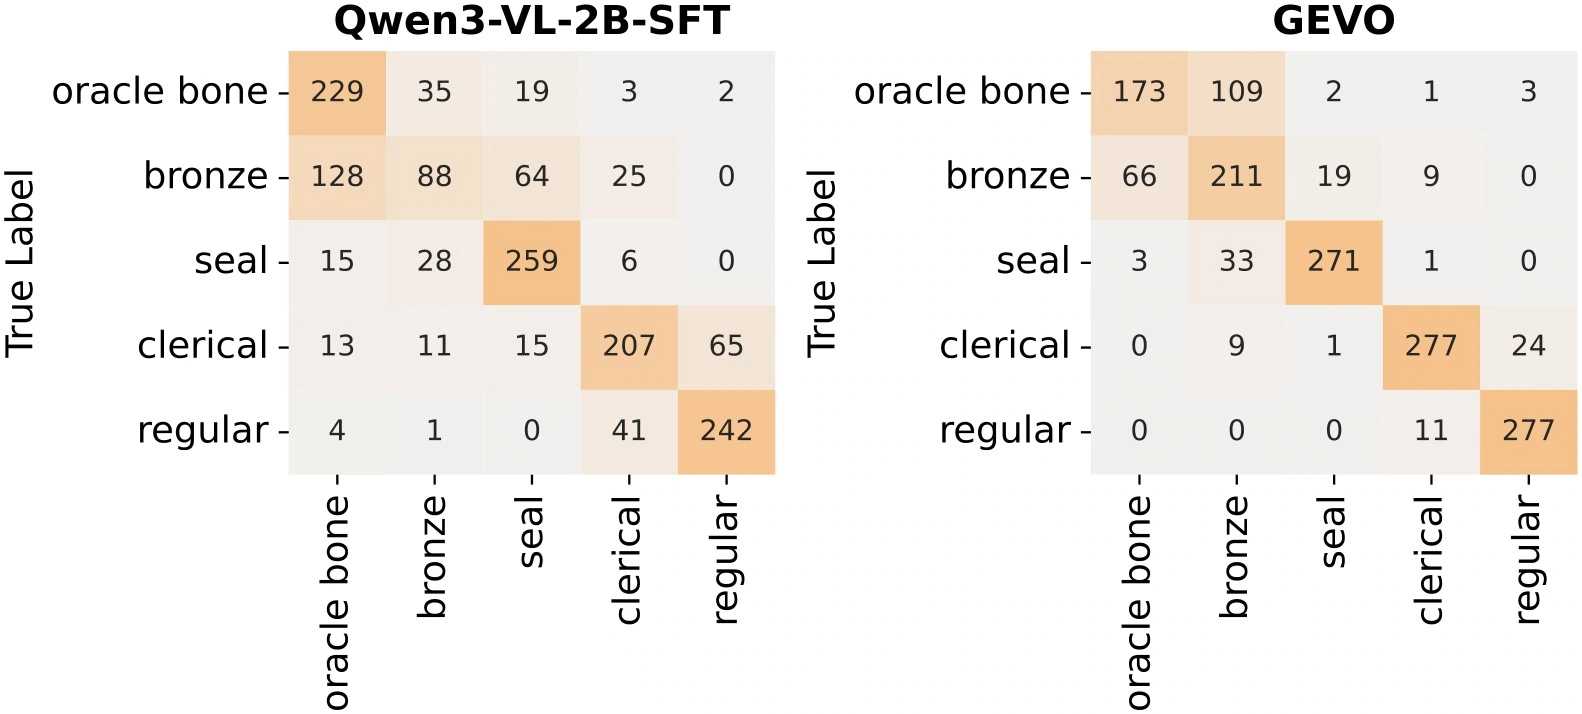 Qwen3-VL-2B-SFT
True Label
oracle bone 229 35 19 3 2
bronze 128 88 64 25 0
seal 15 28 259 6 0
clerical 13 11 15 207 65
regular 4 1 0 41 242
oracle bone bronze seal clerical regular
GEVO
True Label
oracle bone 173 109 2 1 3
bronze 66 211 19 9 0
seal 3 33 271 1 0
clerical 0 9 1 277 24
regular 0 0 0 11 277
oracle bone bronze seal clerical regular